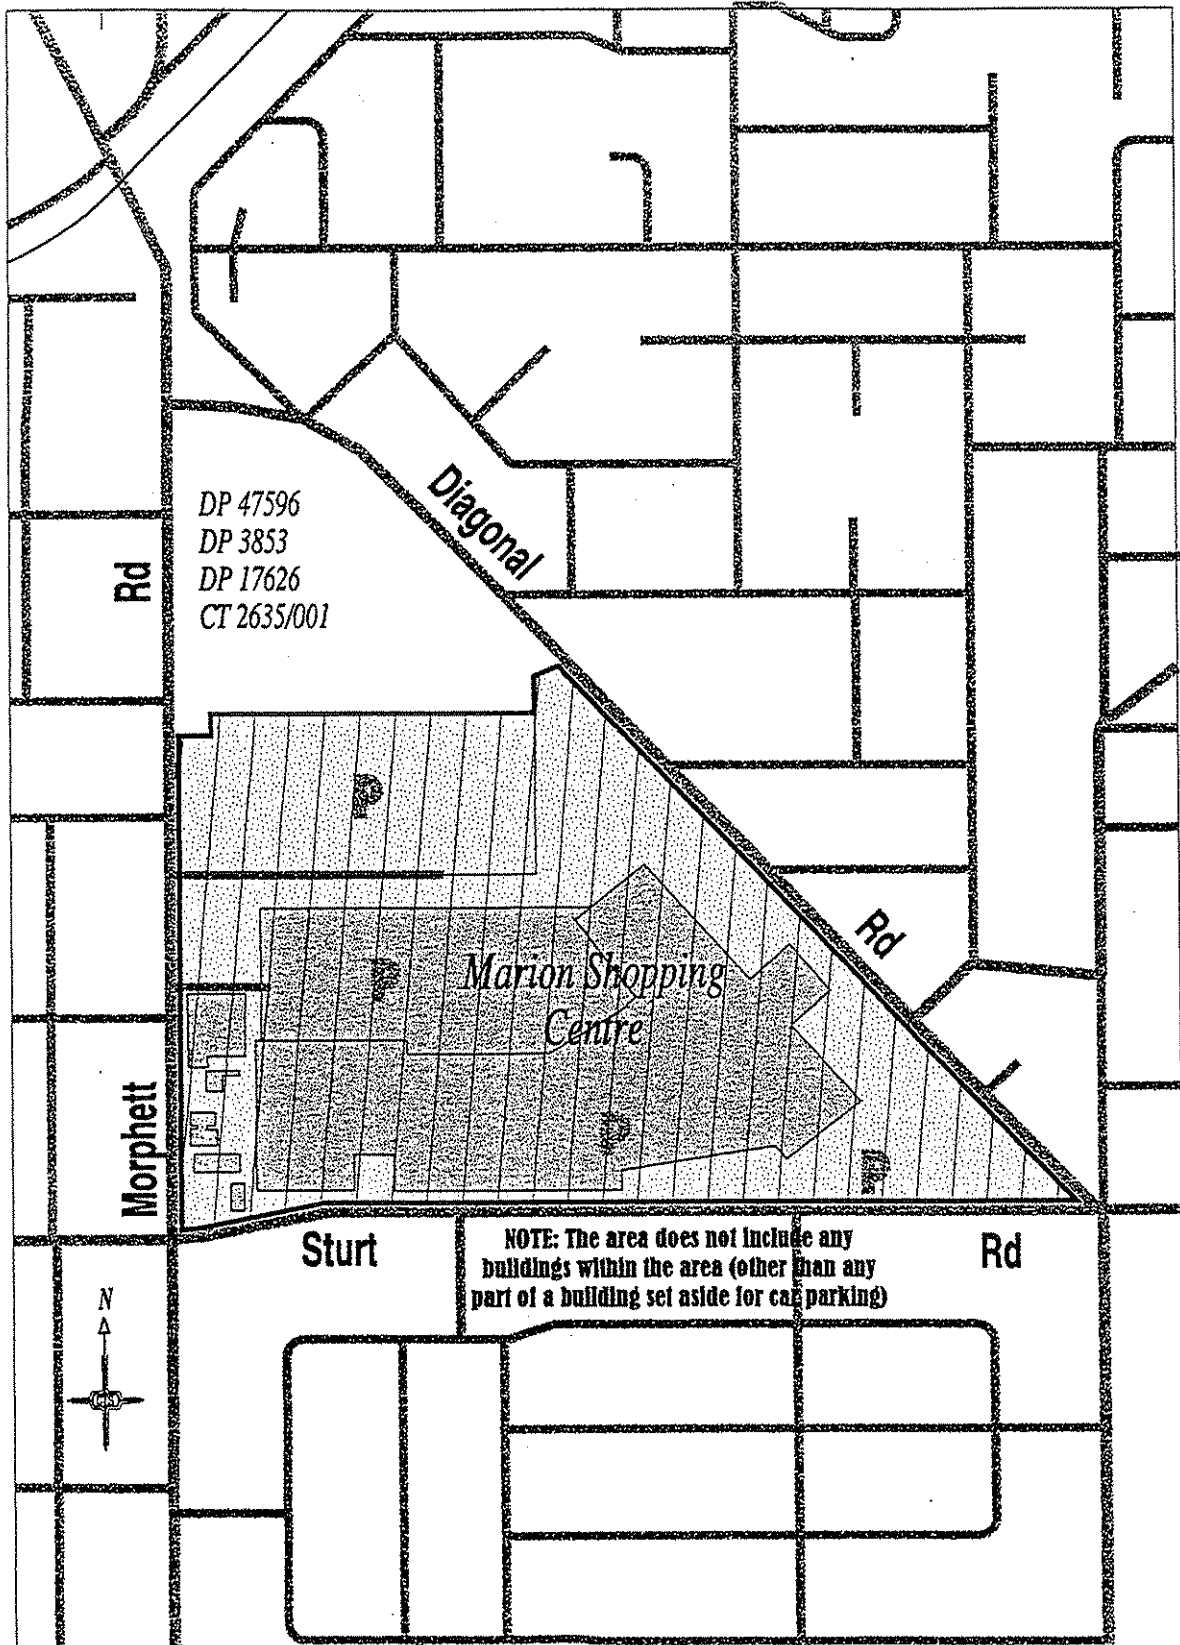 DP 47596
DP 3853
DP 17626
CT 2635/001
Diagonal
Rd
Rd
Marion Shopping
Centre
Morphett
Rd
Sturt
Rd
NOTE: The area does not include any
buildings within the area (other than any
part of a building set aside for car parking)
N